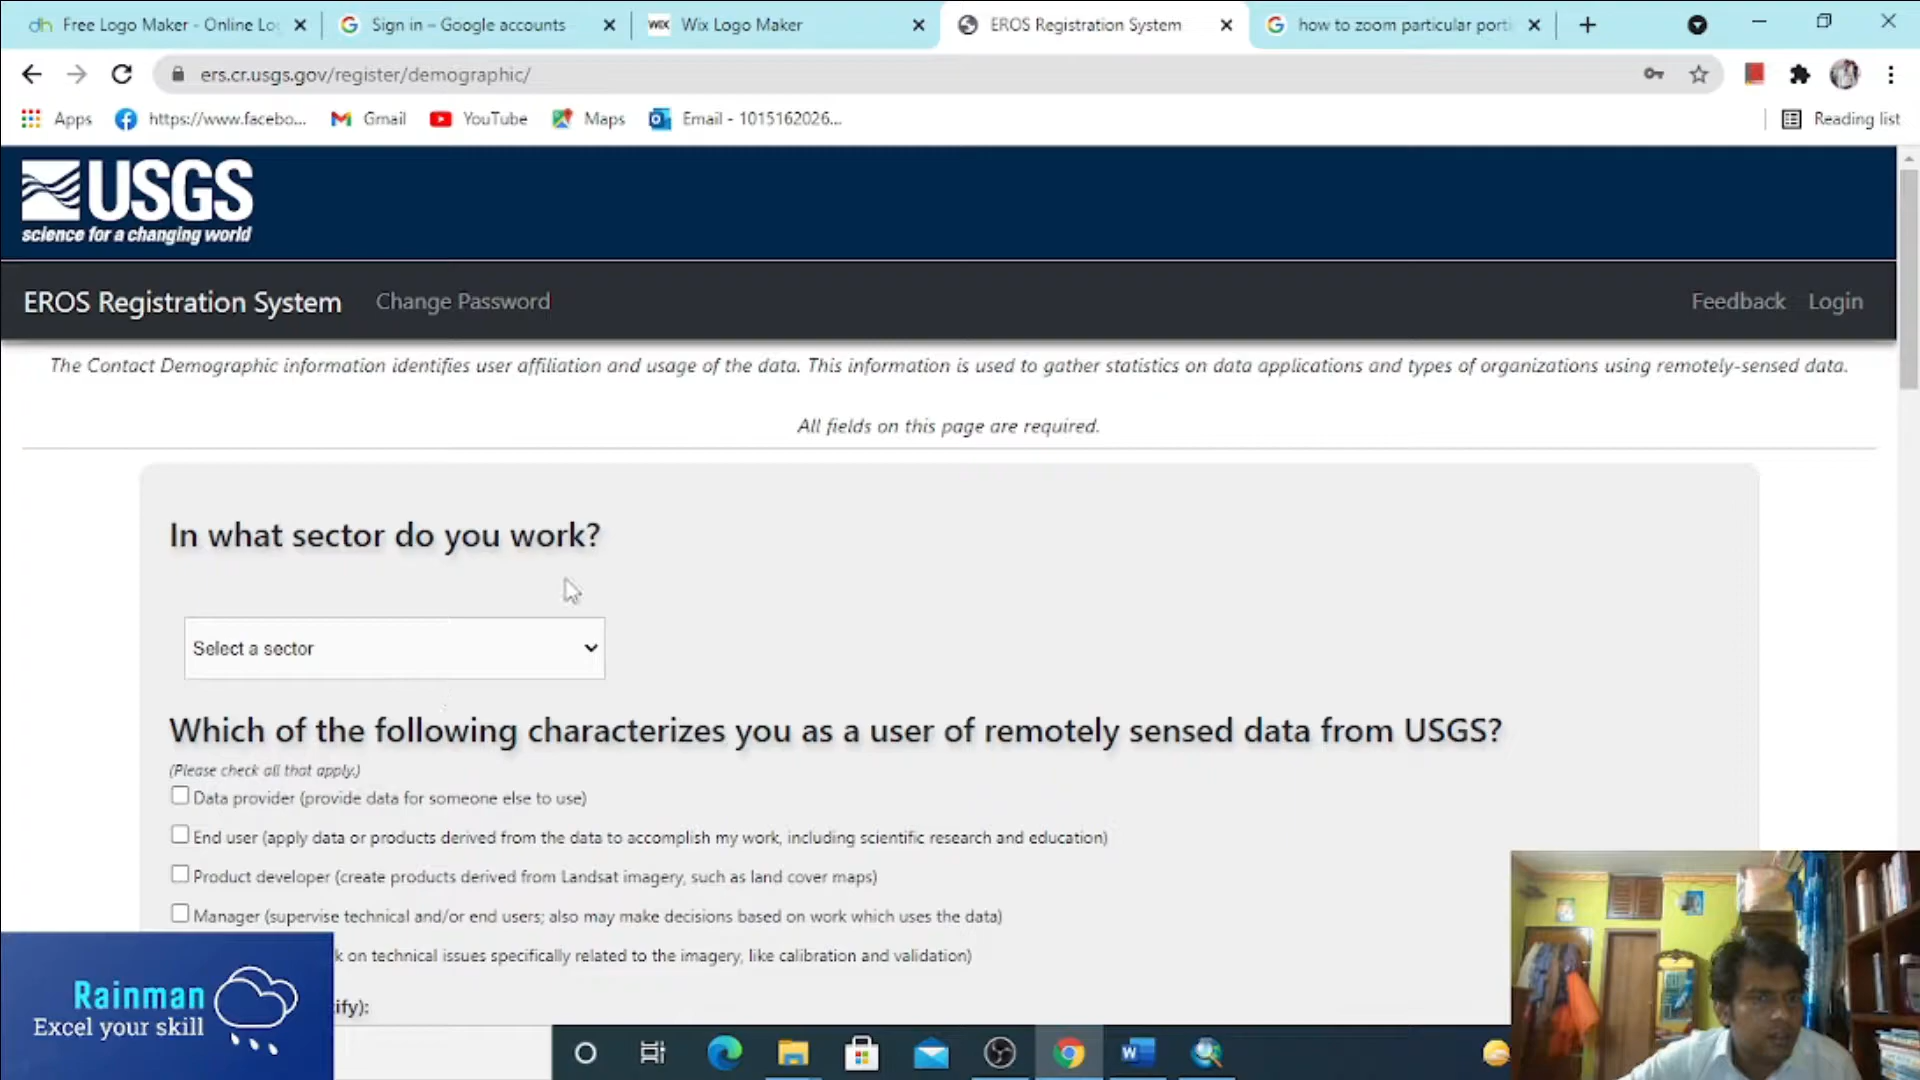 Free Logo Maker - Online Lo
Sign in – Google accounts
WIX Wix Logo Maker
EROS Registration System
how to zoom particular porti
ers.cr.usgs.gov/register/demographic/
Apps
https://www.facebo...
Gmail
YouTube
Maps
Email - 1015162026...
Reading list
USGS
science for a changing world
EROS Registration System
Change Password
Feedback
Login
The Contact Demographic information identifies user affiliation and usage of the data. This information is used to gather statistics on data applications and types of organizations using remotely-sensed data.
All fields on this page are required.
In what sector do you work?
Select a sector
Which of the following characterizes you as a user of remotely sensed data from USGS?
(Please check all that apply.)
Data provider (provide data for someone else to use)
End user (apply data or products derived from the data to accomplish my work, including scientific research and education)
Product developer (create products derived from Landsat imagery, such as land cover maps)
Manager (supervise technical and/or end users; also may make decisions based on work which uses the data)
k on technical issues specifically related to the imagery, like calibration and validation)
ify):
Rainman
Excel your skill